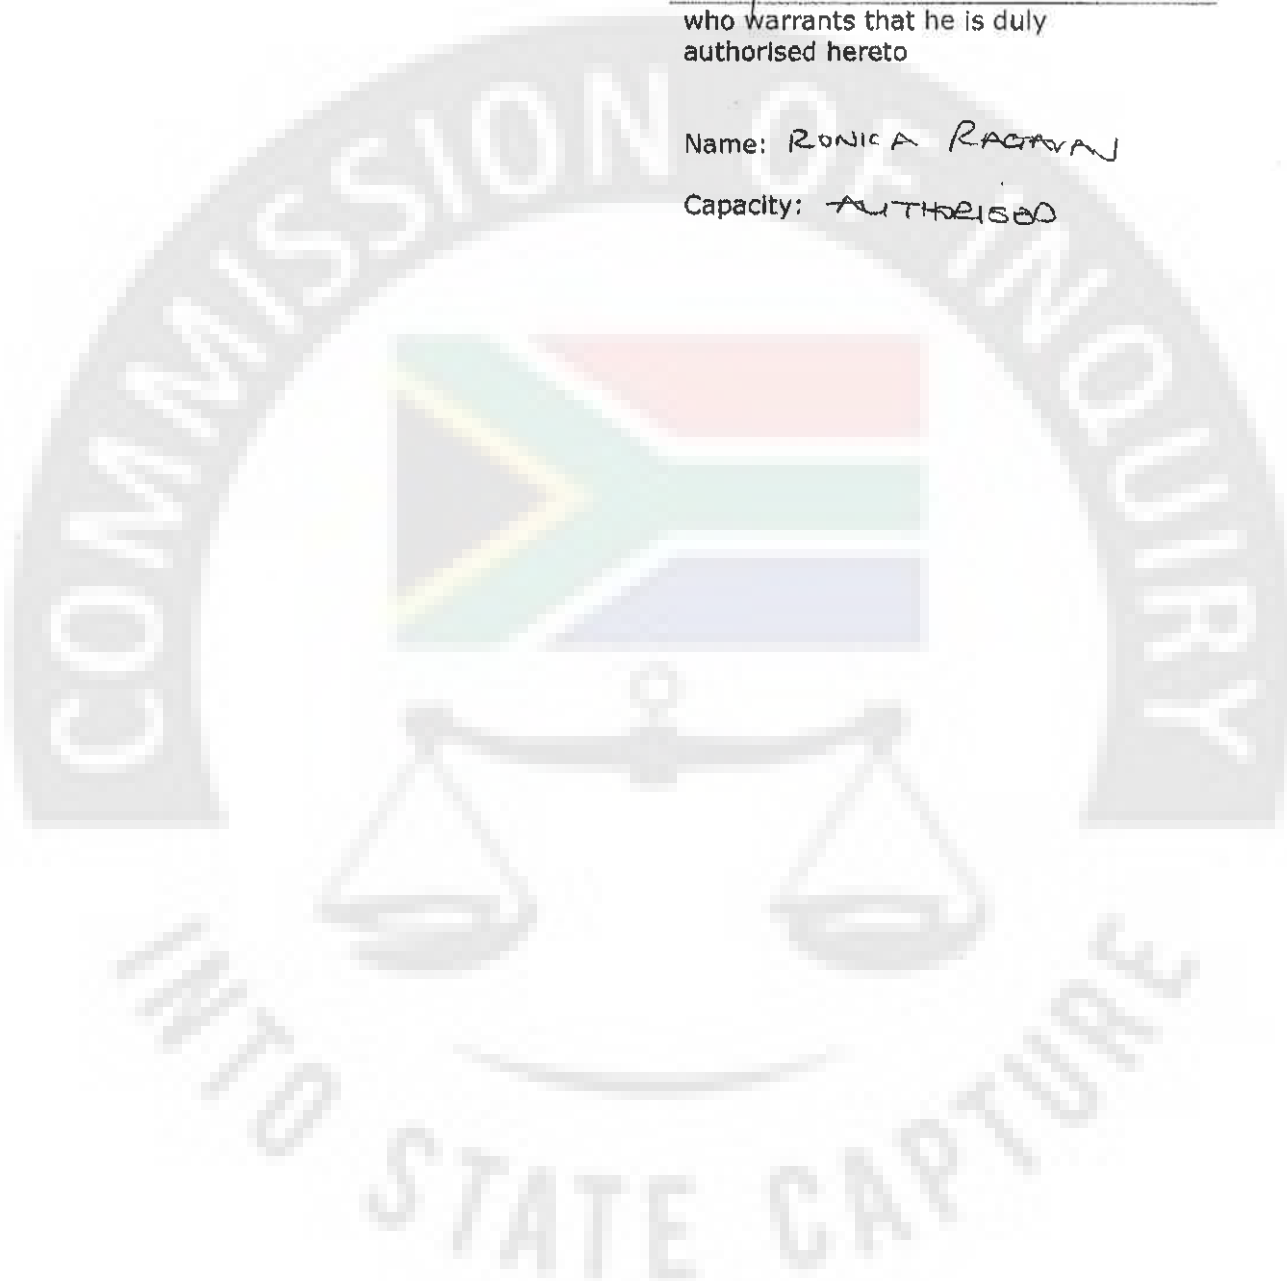 who warrants that he is duly
authorised hereto
Name: RONICA RAGAVAN
Capacity: AUTHORISED
COMMISSION OF INQUIRY
INTO STATE CAPTURE